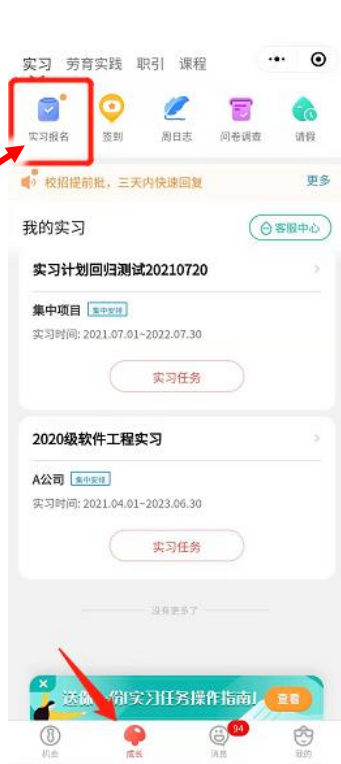 实习 劳育实践 职引 课程
实习报名 签到 周日志 问卷调查 请假
校招提前批，三天内快速回复 更多
我的实习 客服中心
实习计划回归测试20210720
集中项目 集中安排
实习时间: 2021.07.01~2022.07.30
实习任务
2020级软件工程实习
A公司 集中安排
实习时间: 2021.04.01~2023.06.30
实习任务
没有更多了
送你一份实习任务操作指南! 查看
94
机会 成长 消息 我的